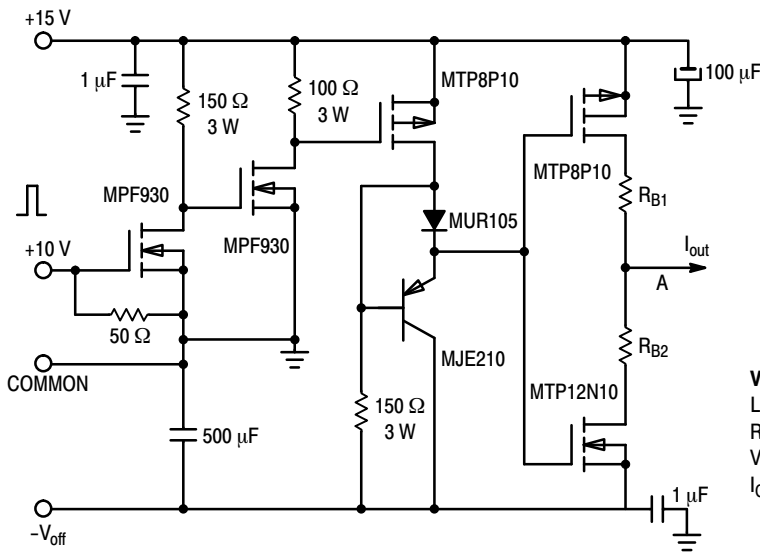 +15 V
1 μF
150 Ω
3 W
100 Ω
3 W
MTP8P10
100 μF
MPF930
MPF930
MTP8P10
RB1
MUR105
+10 V
50 Ω
Iout
A
COMMON
MJE210
RB2
MTP12N10
500 μF
150 Ω
3 W
1 μF
-Voff
V
L
R
V
IC